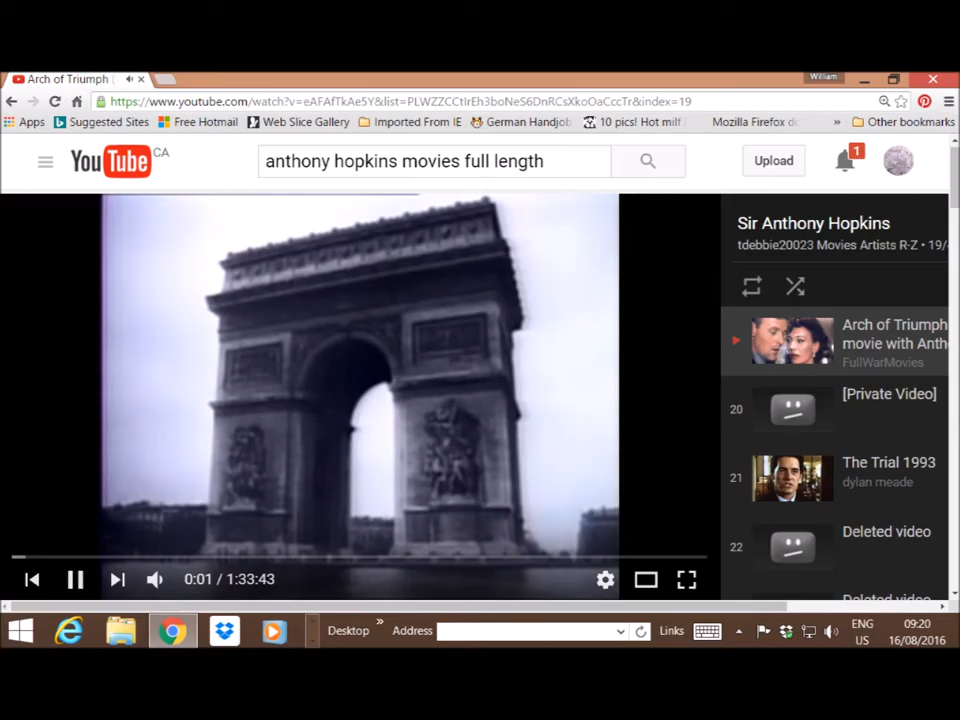 Arch of Triumph (
William
https://www.youtube.com/watch?v=eAFAfTkAe5Y&list=PLWZZCCtIrEh3boNeS6DnRCsXkoOaCccTr&index=19
Apps Suggested Sites Free Hotmail Web Slice Gallery Imported From IE German Handjob 10 pics! Hot milf Mozilla Firefox do » Other bookmarks
YouTube CA
anthony hopkins movies full length
Upload
1
Sir Anthony Hopkins
tdebbie20023 Movies Artists R-Z • 19/
Arch of Triumph
movie with Anth
FullWarMovies
20
[Private Video]
21
The Trial 1993
dylan meade
22
Deleted video
Deleted video
0:01 / 1:33:43
Desktop » Address Links
ENG
US
09:20
16/08/2016